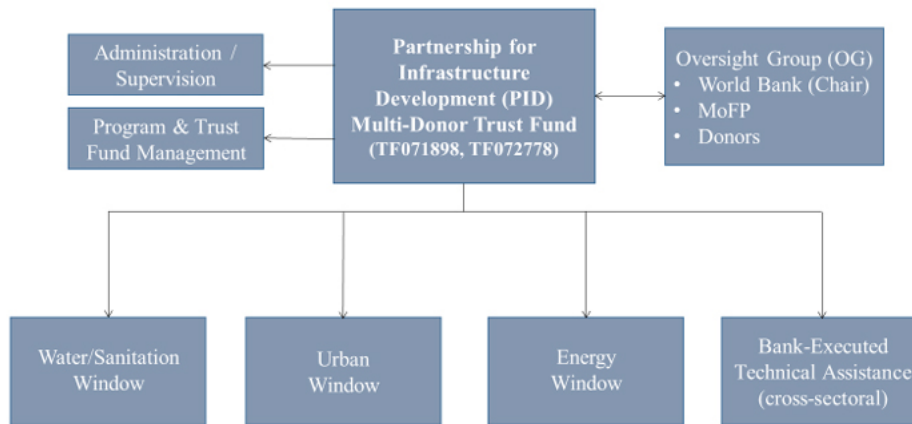 Administration /
Supervision
Program & Trust
Fund Management
Partnership for
Infrastructure
Development (PID)
Multi-Donor Trust Fund
(TF071898, TF072778)
Oversight Group (OG)
• World Bank (Chair)
• MoFP
• Donors
Water/Sanitation
Window
Urban
Window
Energy
Window
Bank-Executed
Technical Assistance
(cross-sectoral)